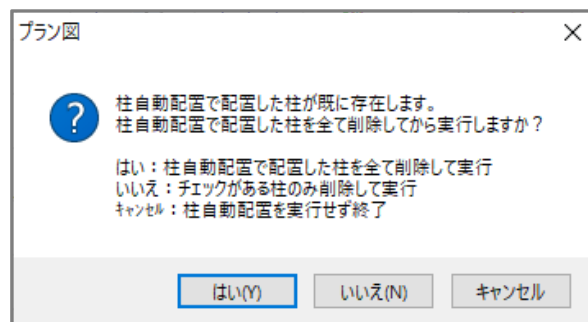 プラン図
柱自動配置で配置した柱が既に存在します。
柱自動配置で配置した柱を全て削除してから実行しますか？
はい：柱自動配置で配置した柱を全て削除して実行
いいえ：チェックがある柱のみ削除して実行
ｷｬﾝｾﾙ：柱自動配置を実行せず終了
はい(Y)
いいえ(N)
キャンセル